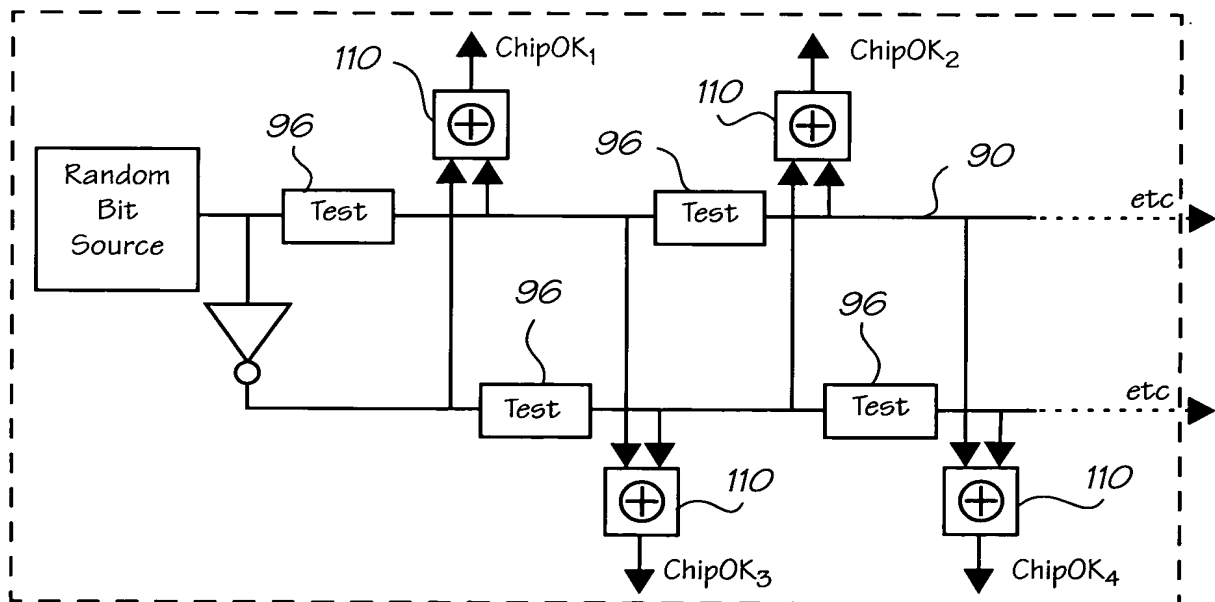 110
ChipOK₁
110
ChipOK₂
96
96
90
Random
Bit
Source
Test
Test
etc
96
96
Test
Test
etc
110
110
ChipOK₃
ChipOK₄